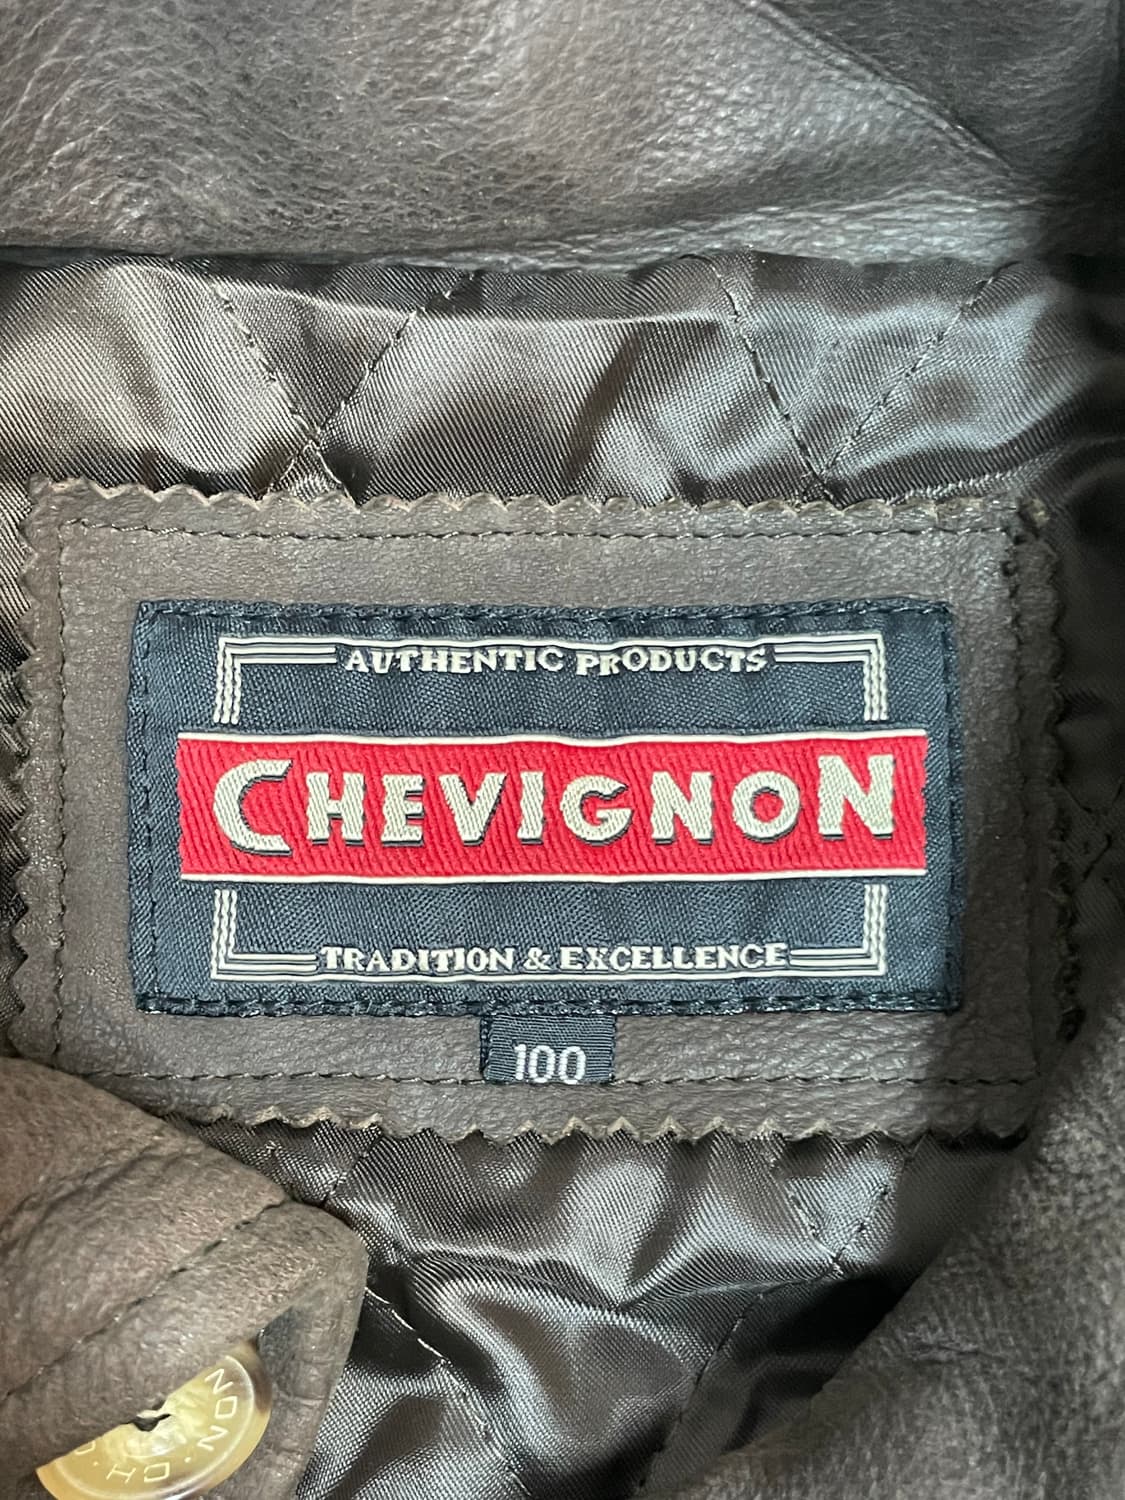 AUTHENTIC PRODUCTS
CHEVIGNON
TRADITION & EXCELLENCE
100